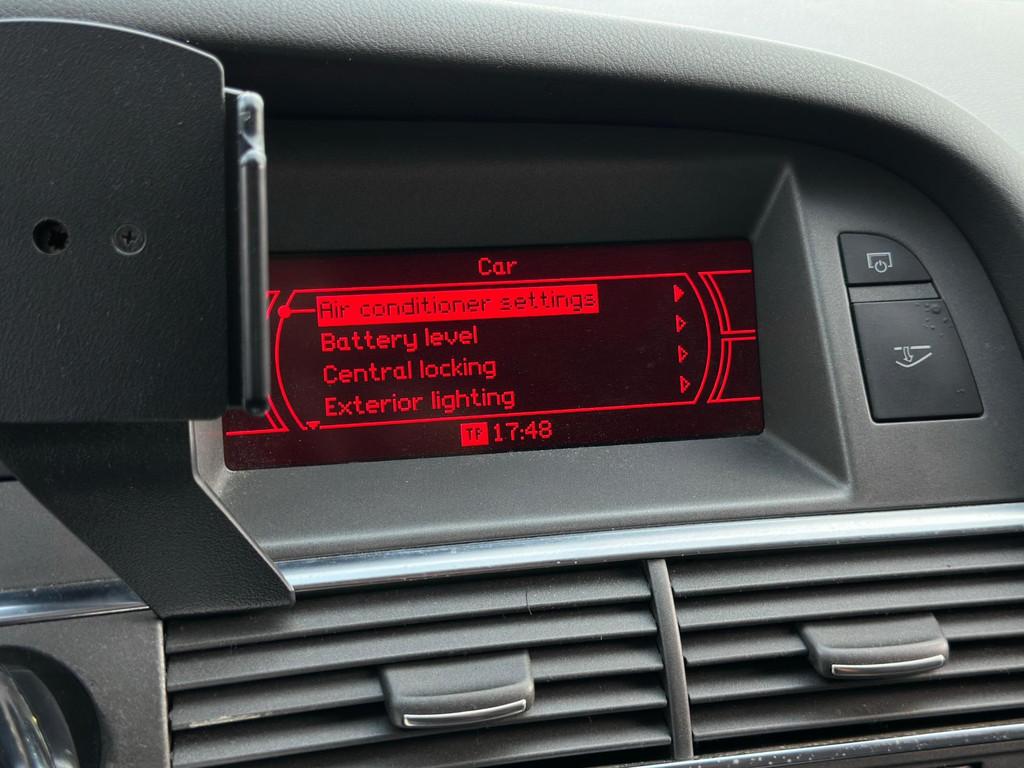 Car
Air conditioner settings
Battery level
Central locking
Exterior lighting
TP 17:48